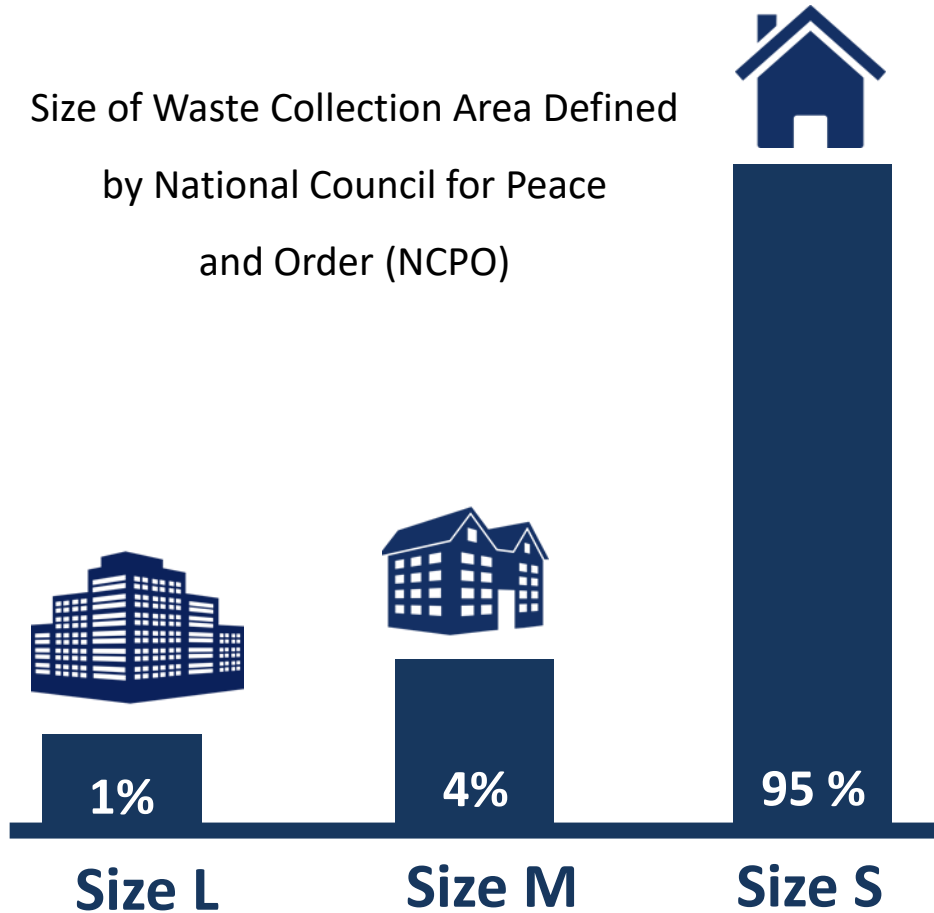 Size of Waste Collection Area Defined
by National Council for Peace
and Order (NCPO)
1%
4%
95 %
Size L
Size M
Size S